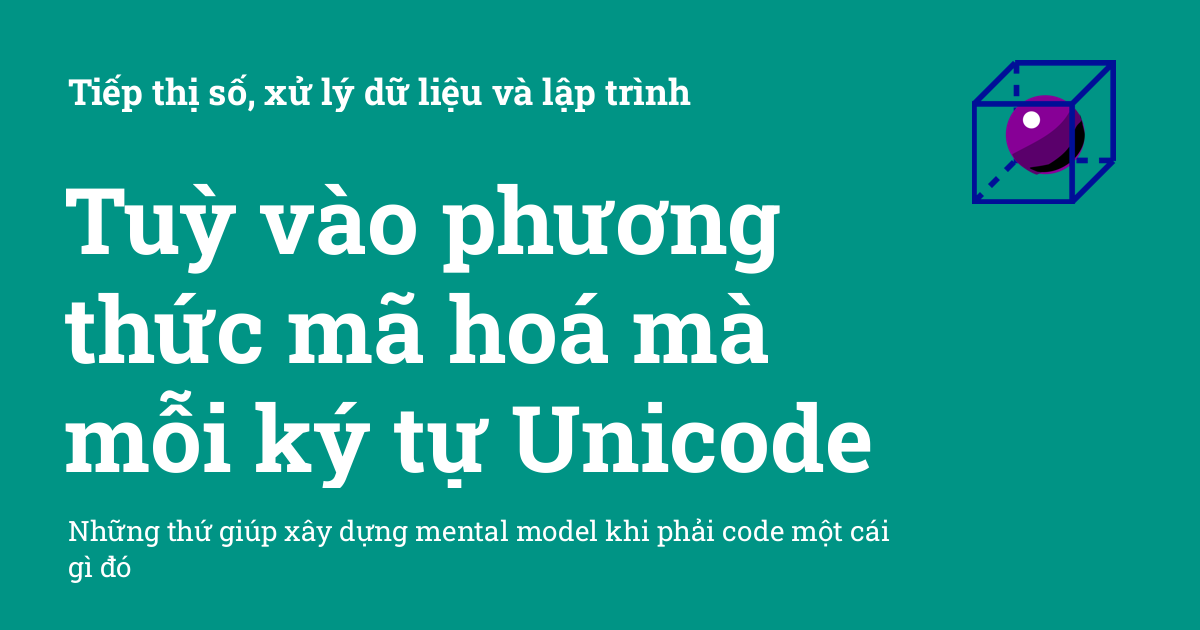 Tiếp thị số, xử lý dữ liệu và lập trình
Tuỳ vào phương
thức mã hoá mà
mỗi ký tự Unicode
Những thứ giúp xây dựng mental model khi phải code một cái
gì đó